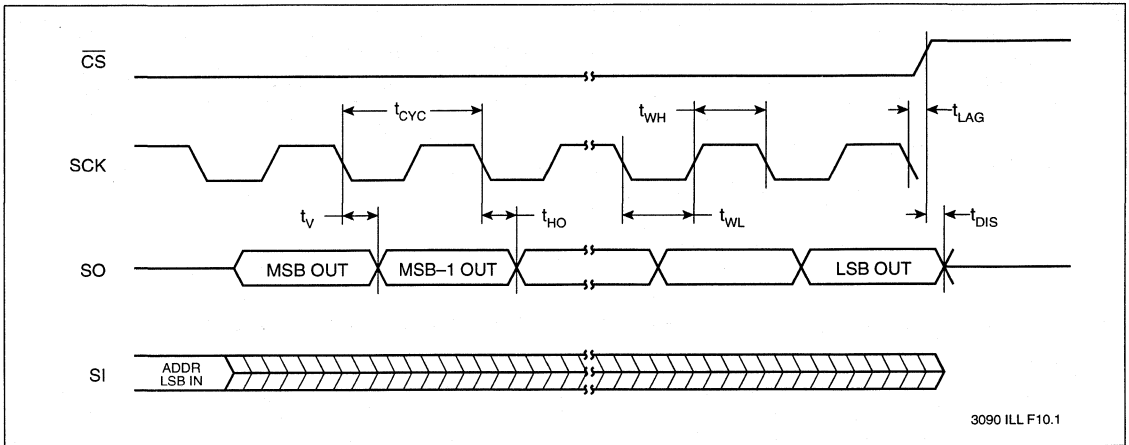 CS
tCYC
tWH
tLAG
SCK
tV
tHO
tWL
tDIS
SO
MSB OUT
MSB–1 OUT
LSB OUT
SI
ADDR
LSB IN
3090 ILL F10.1